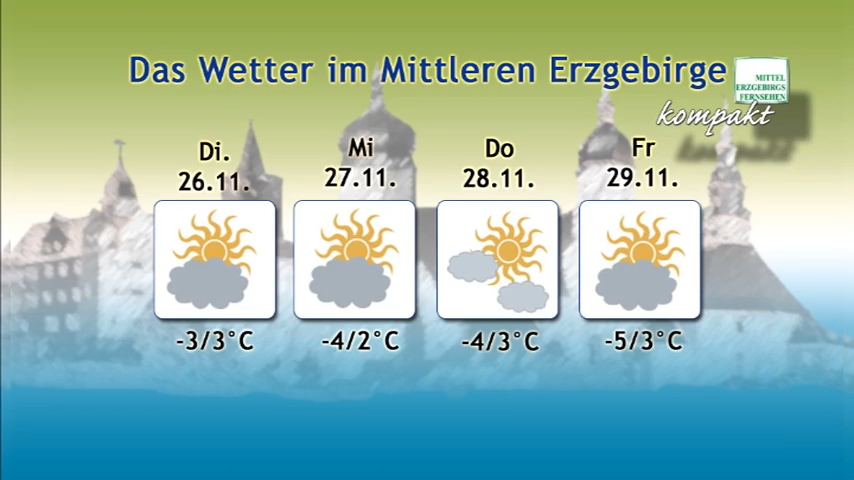 Das Wetter im Mittleren Erzgebirge
MITTEL
ERZGEBIRGS
FERNSEHEN
kompakt
Di.
26.11.
Mi
27.11.
Do
28.11.
Fr
29.11.
-3/3°C
-4/2°C
-4/3°C
-5/3°C